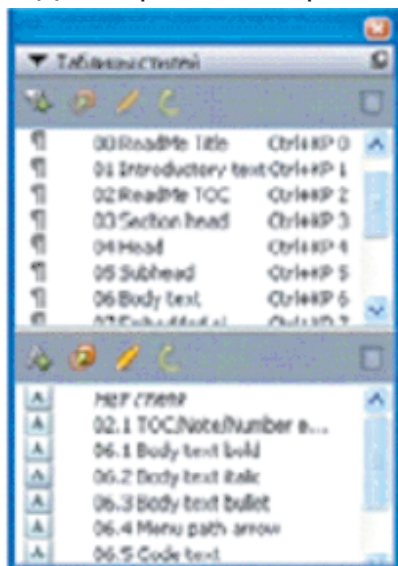 Таблицы стилей
00 ReadMe Title Ctrl+KP 0
01 Introductory text Ctrl+KP 1
02 ReadMe TOC Ctrl+KP 2
03 Section head Ctrl+KP 3
04 Head Ctrl+KP 4
05 Subhead Ctrl+KP 5
06 Body text Ctrl+KP 6
Нет стиля
02.1 TOC/Note/Number e...
06.1 Body text bold
06.2 Body text italic
06.3 Body text bullet
06.4 Menu path arrow
06.5 Code text